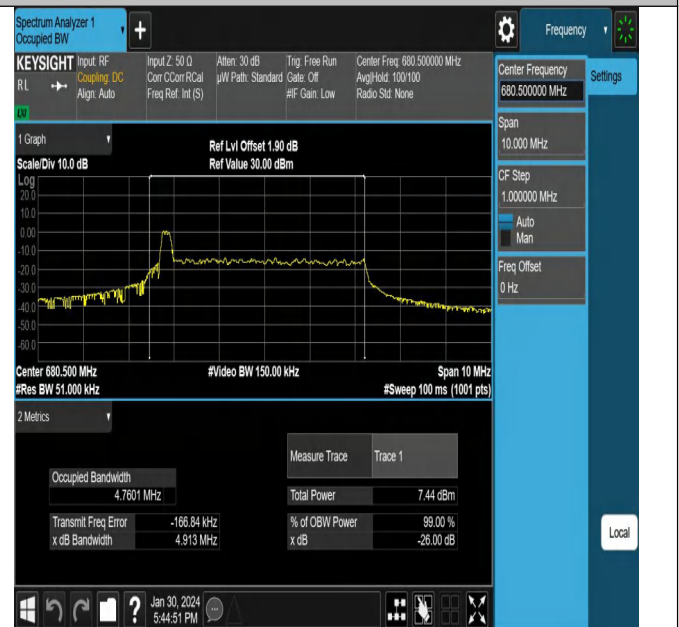 Spectrum Analyzer 1
Occupied BW
Frequency
KEYSIGHT
RL
Input: RF
Coupling: DC
Align: Auto
Input Z: 50 Ω
Corr CCorr RCal
Freq Ref: Int (S)
Atten: 30 dB
µW Path: Standard
Trig: Free Run
Gate: Off
#IF Gain: Low
Center Freq: 680.500000 MHz
Avg|Hold: 100/100
Radio Std: None
Center Frequency
680.500000 MHz
Settings
Span
10.000 MHz
CF Step
1.000000 MHz
Auto
Man
Freq Offset
0 Hz
1 Graph
Scale/Div 10.0 dB
Ref Lvl Offset 1.90 dB
Ref Value 30.00 dBm
Log
20.0
10.0
0.00
-10.0
-20.0
-30.0
-40.0
-50.0
-60.0
Center 680.500 MHz
#Video BW 150.00 kHz
Span 10 MHz
#Res BW 51.000 kHz
#Sweep 100 ms (1001 pts)
2 Metrics
Measure Trace
Trace 1
Occupied Bandwidth
4.7601 MHz
Total Power
7.44 dBm
Transmit Freq Error
-166.84 kHz
% of OBW Power
99.00 %
x dB Bandwidth
4.913 MHz
x dB
-26.00 dB
Local
?
Jan 30, 2024
5:44:51 PM